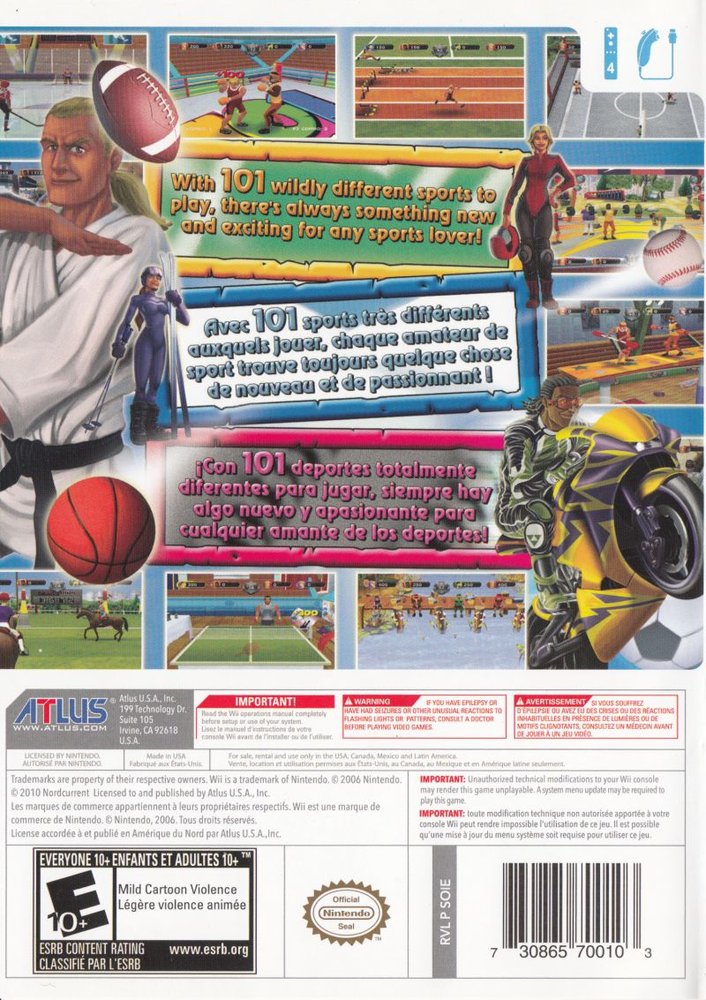 4
With 101 wildly different sports to
play, there's always something new
and exciting for any sports lover!
Avec 101 sports très différents
auxquels jouer, chaque amateur de
sport trouve toujours quelque chose
de nouveau et de passionnant !
¡Con 101 deportes totalmente
diferentes para jugar, siempre hay
algo nuevo y apasionante para
cualquier amante de los deportes!
ATLUS®
WWW.ATLUS.COM
Atlus U.S.A., Inc.
199 Technology Dr.
Suite 105
Irvine, CA 92618
U.S.A.
IMPORTANT!
Read the Wii operations manual completely
before setup or use of your system.
Lisez le manuel d'instructions de votre
console Wii avant de l'installer ou de l'utiliser.
WARNING IF YOU HAVE EPILEPSY OR
HAVE HAD SEIZURES OR OTHER UNUSUAL REACTIONS TO
FLASHING LIGHTS OR PATTERNS, CONSULT A DOCTOR
BEFORE PLAYING VIDEO GAMES.
AVERTISSEMENT SI VOUS SOUFFREZ
D'ÉPILEPSIE OU AVEZ EU DES CRISES OU DES RÉACTIONS
INHABITUELLES EN PRÉSENCE DE LUMIÈRES OU DE
MOTIFS CLIGNOTANTS, CONSULTEZ UN MÉDECIN AVANT
DE JOUER À UN JEU VIDÉO.
LICENSED BY NINTENDO.
AUTORISÉ PAR NINTENDO.
Made in USA
Fabriqué aux États-Unis.
For sale, rental and use only in the USA, Canada, Mexico and Latin America.
Vente, location et utilisation permises aux États-Unis, au Canada, au Mexique et en Amérique latine seulement.
Trademarks are property of their respective owners. Wii is a trademark of Nintendo. © 2006 Nintendo.
© 2010 Nordcurrent Licensed to and published by Atlus U.S.A., Inc.
Les marques de commerce appartiennent à leurs propriétaires respectifs. Wii est une marque de
commerce de Nintendo. © Nintendo, 2006. Tous droits réservés.
License accordée à et publié en Amérique du Nord par Atlus U.S.A., Inc.
IMPORTANT: Unauthorized technical modifications to your Wii console
may render this game unplayable. A system menu update may be required to
play this game.
IMPORTANT: toute modification technique non autorisée apportée à votre
console Wii peut rendre impossible l'utilisation de ce jeu. Il est possible
qu'une mise à jour du menu système soit requise pour utiliser ce jeu.
EVERYONE 10+ ENFANTS ET ADULTES 10+ ™
E
10+
Mild Cartoon Violence
Légère violence animée
ESRB CONTENT RATING www.esrb.org
CLASSIFIÉ PAR L'ESRB
Official
Nintendo
Seal
TM
RVL P SOIE
7 30865 70010 3